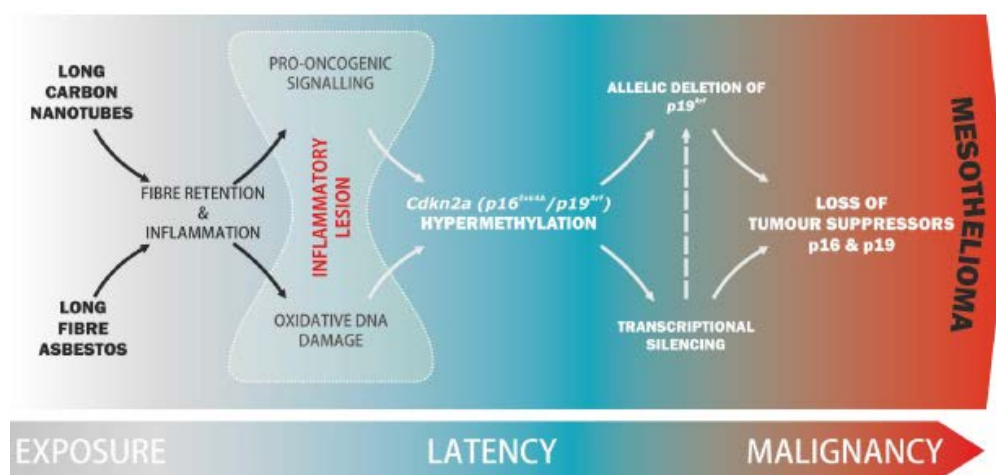 LONG
CARBON
NANOTUBES
FIBRE RETENTION
&
INFLAMMATION
LONG
FIBRE
ASBESTOS
PRO-ONCOGENIC
SIGNALLING
INFLAMMATORY
LESION
OXIDATIVE DNA
DAMAGE
Cdkn2a (p16Ink4A/p19Arf)
HYPERMETHYLATION
ALLELIC DELETION OF
p19Arf
TRANSCRIPTIONAL
SILENCING
LOSS OF
TUMOUR SUPPRESSORS
p16 & p19
MESOTHELIOMA
EXPOSURE
LATENCY
MALIGNANCY